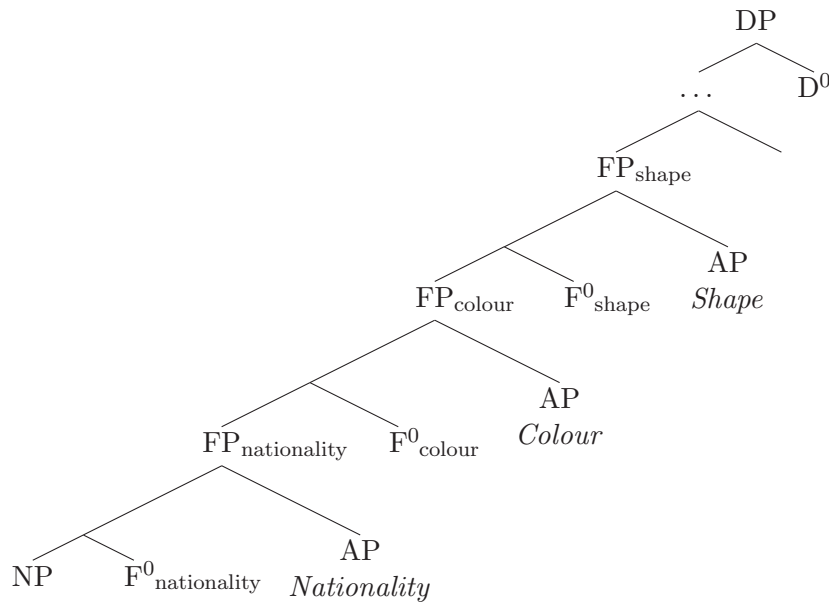 DP
... D⁰
FPshape
AP
FPcolour F⁰shape Shape
AP
FPnationality F⁰colour Colour
AP
NP F⁰nationality Nationality